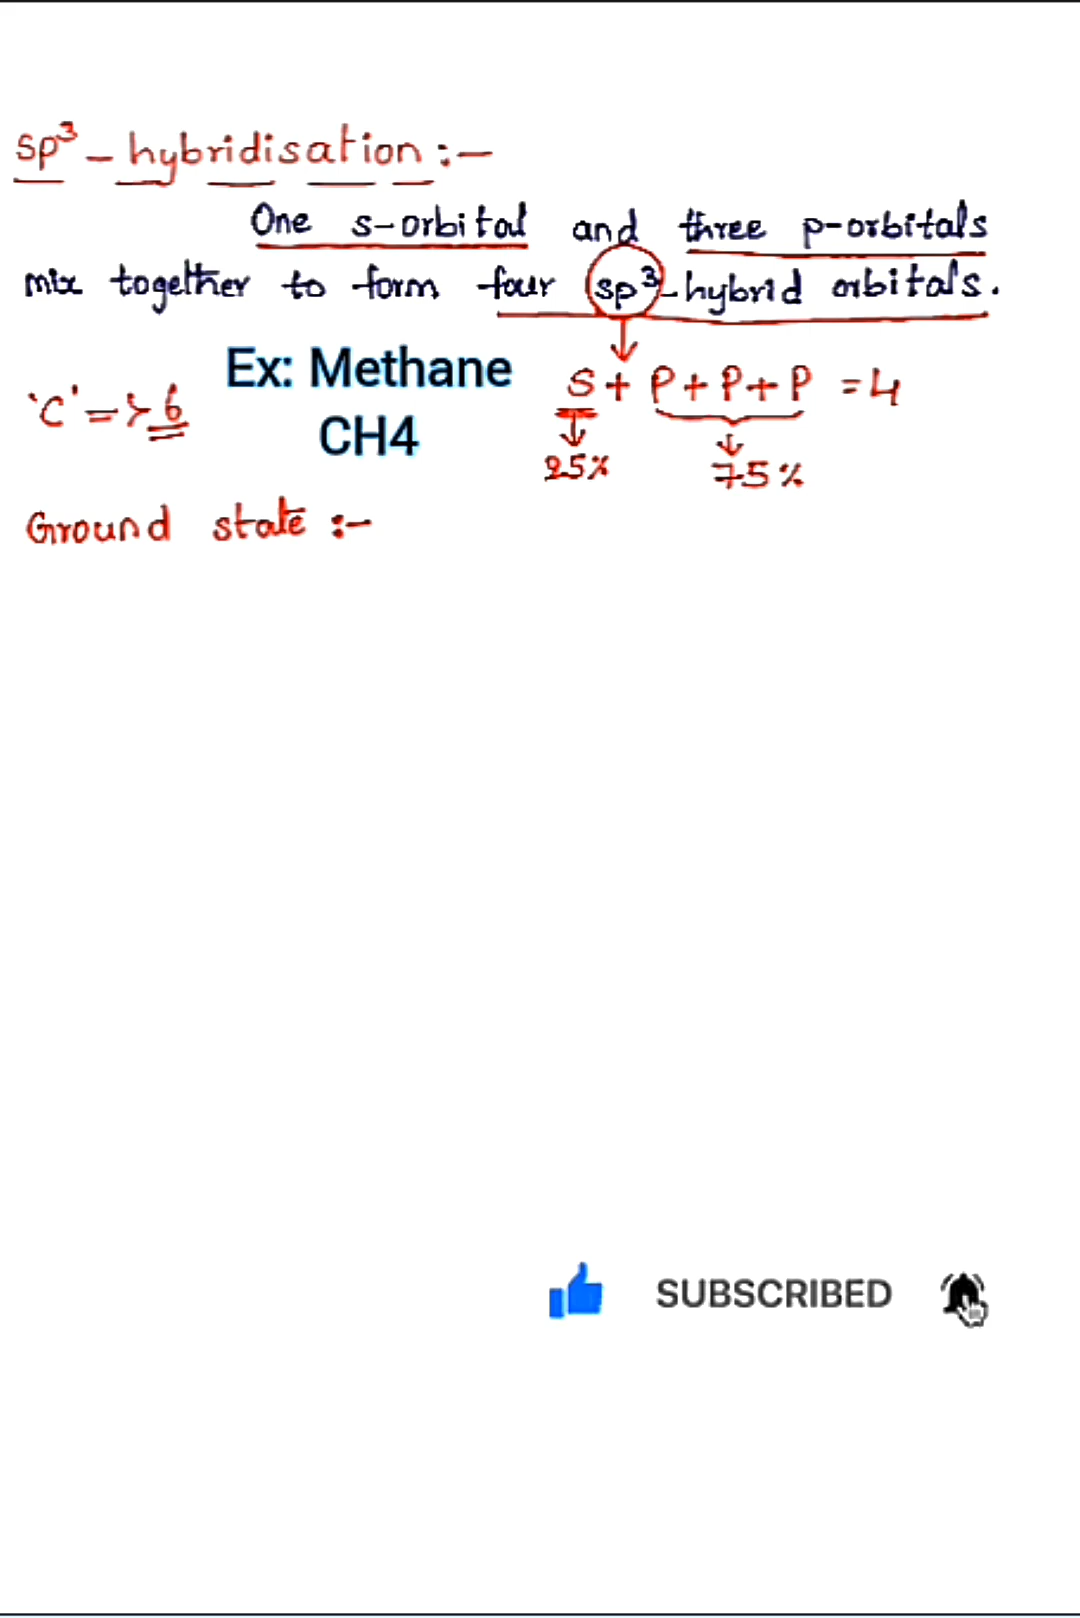 sp³ - hybridisation :-
One s-orbital and three p-orbitals
mix together to form four sp³-hybrid orbitals.
Ex: Methane
CH4
S + P + P + P = 4
'C' => 6
25% 75%
Ground state :-
SUBSCRIBED